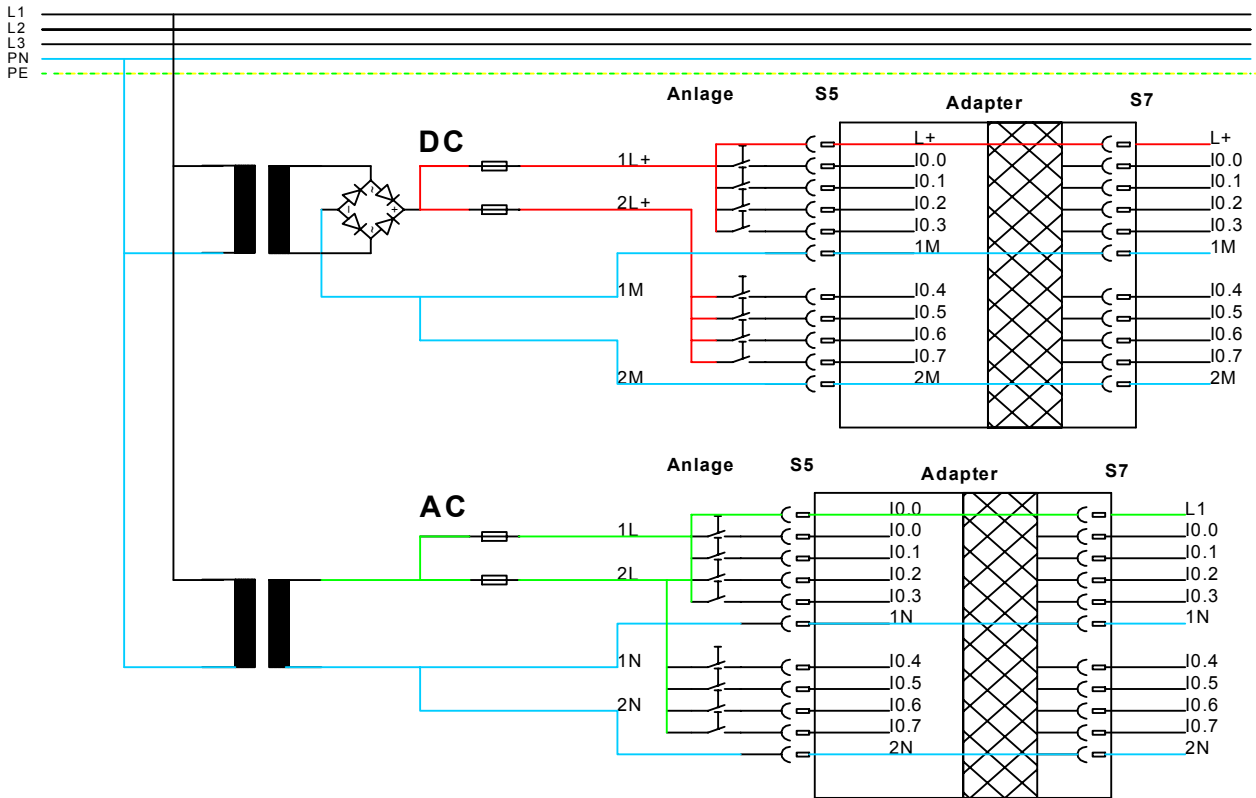 L1
L2
L3
PN
PE
Anlage S5 Adapter S7
DC
1L+ L+ L+
I0.0 I0.0
I0.1 I0.1
2L+ I0.2 I0.2
I0.3 I0.3
1M 1M
1M I0.4 I0.4
I0.5 I0.5
I0.6 I0.6
I0.7 I0.7
2M 2M 2M
Anlage S5 Adapter S7
AC
I0.0 L1
1L I0.0 I0.0
I0.1 I0.1
2L I0.2 I0.2
I0.3 I0.3
1N 1N
1N I0.4 I0.4
I0.5 I0.5
2N I0.6 I0.6
I0.7 I0.7
2N 2N